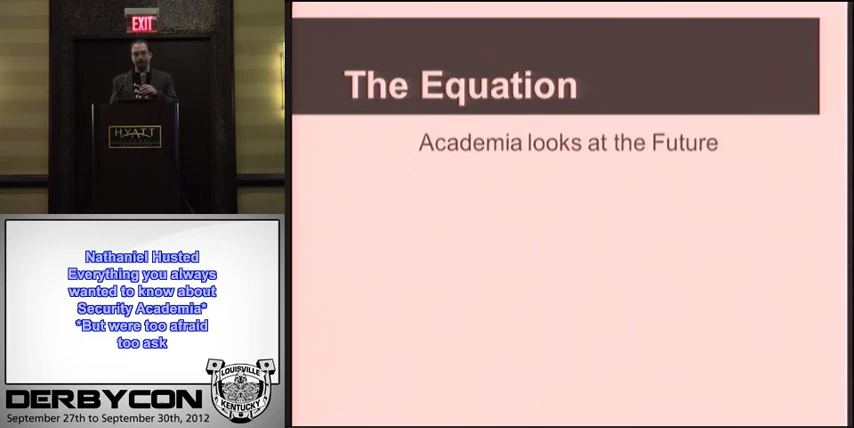 EXIT
HYATT
The Equation
Academia looks at the Future
Nathaniel Husted
Everything you always
wanted to know about
Security Academia*
*But were too afraid
too ask
LOUISVILLE
KENTUCKY
DERBYCON
September 27th to September 30th, 2012